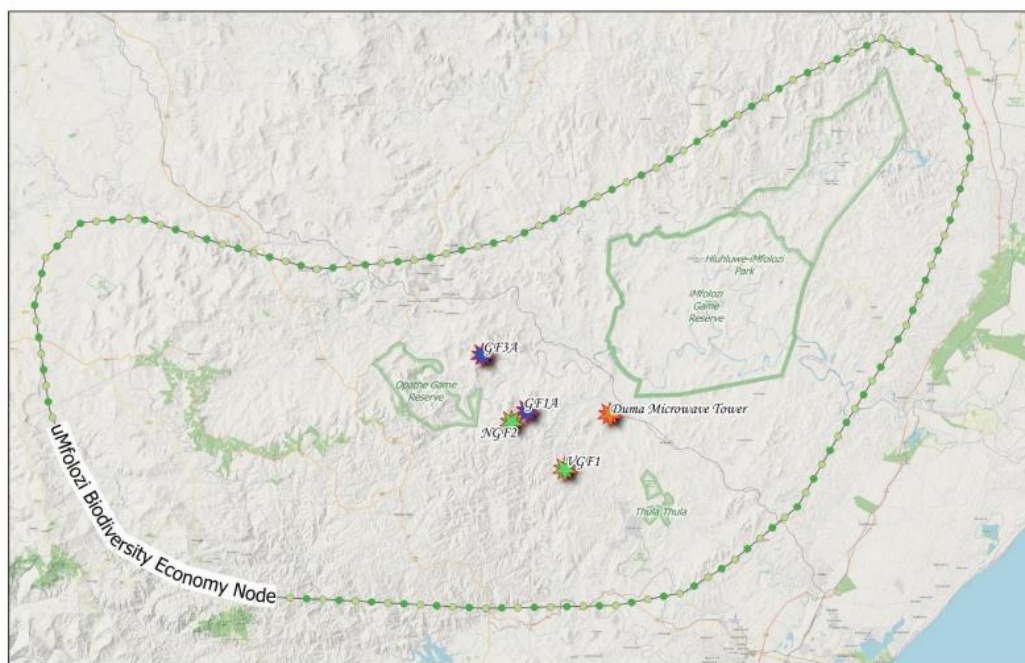 Hluhluwe-iMfolozi
Park
iMfolozi
Game
Reserve
GF3A
Opathe Game
Reserve
GF1A
Duma Microwave Tower
NGF2
VGF1
Thula Thula
uMfolozi Biodiversity Economy Node